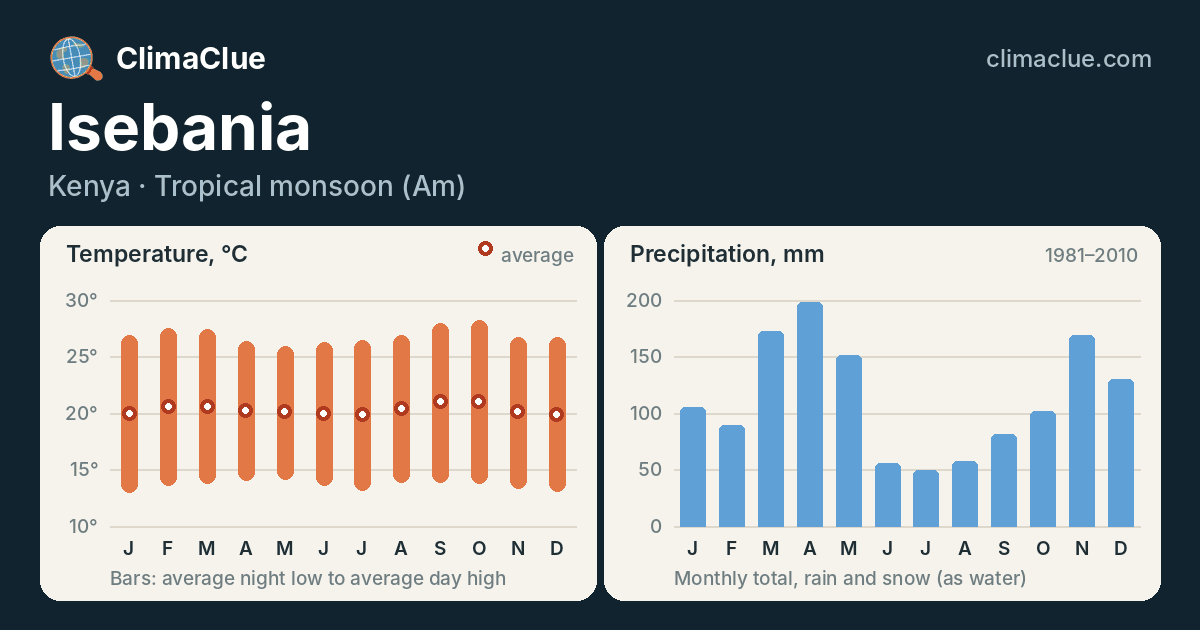 ClimaClue
climaclue.com
Isebania
Kenya · Tropical monsoon (Am)
Temperature, °C
average
30°
25°
20°
15°
10°
J F M A M J J A S O N D
Bars: average night low to average day high
Precipitation, mm
1981–2010
200
150
100
50
0
J F M A M J J A S O N D
Monthly total, rain and snow (as water)